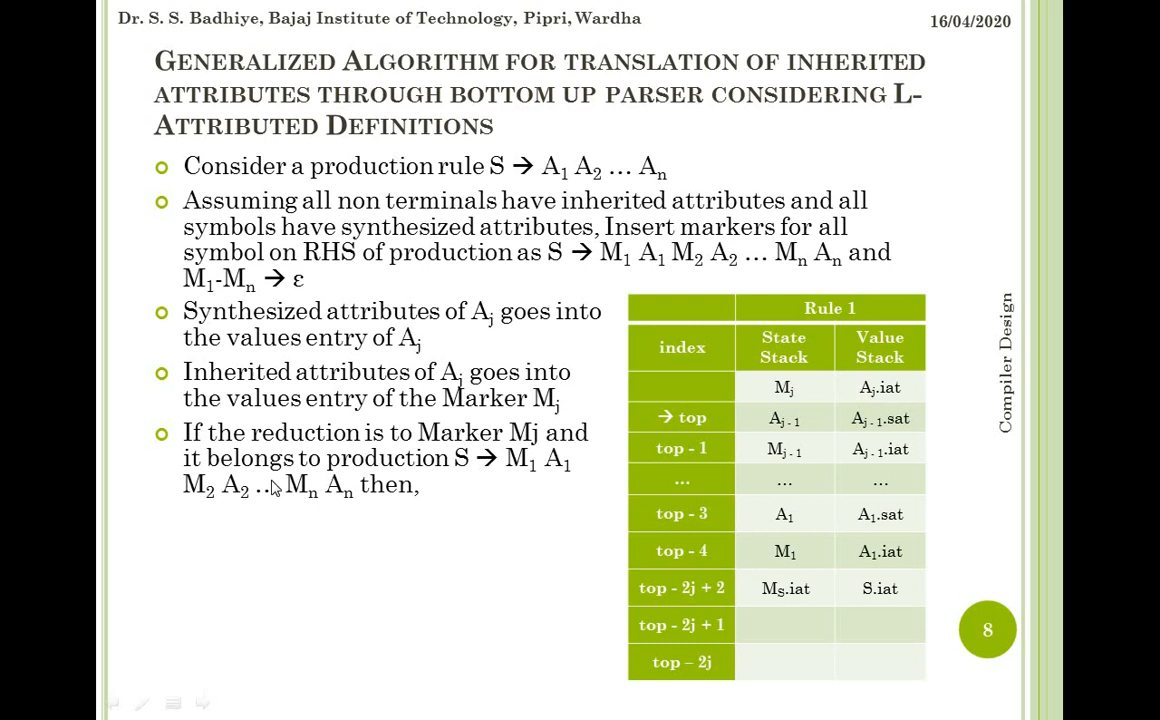 Dr. S. S. Badhiye, Bajaj Institute of Technology, Pipri, Wardha
16/04/2020
GENERALIZED ALGORITHM FOR TRANSLATION OF INHERITED
ATTRIBUTES THROUGH BOTTOM UP PARSER CONSIDERING L-
ATTRIBUTED DEFINITIONS
Consider a production rule S → A₁ A₂ … Aₙ
Assuming all non terminals have inherited attributes and all
symbols have synthesized attributes, Insert markers for all
symbol on RHS of production as S → M₁ A₁ M₂ A₂ … Mₙ Aₙ and
M₁-Mₙ → ε
Synthesized attributes of Aⱼ goes into
the values entry of Aⱼ
Inherited attributes of Aⱼ goes into
the values entry of the Marker Mⱼ
If the reduction is to Marker Mj and
it belongs to production S → M₁ A₁
M₂ A₂ … Mₙ Aₙ then,
Rule 1
index State Stack Value Stack
Mⱼ Aⱼ.iat
→ top Aⱼ₋₁ Aⱼ₋₁.sat
top - 1 Mⱼ₋₁ Aⱼ₋₁.iat
… … …
top - 3 A₁ A₁.sat
top - 4 M₁ A₁.iat
top - 2j + 2 Mₛ.iat S.iat
top - 2j + 1
top – 2j
Compiler Design
8